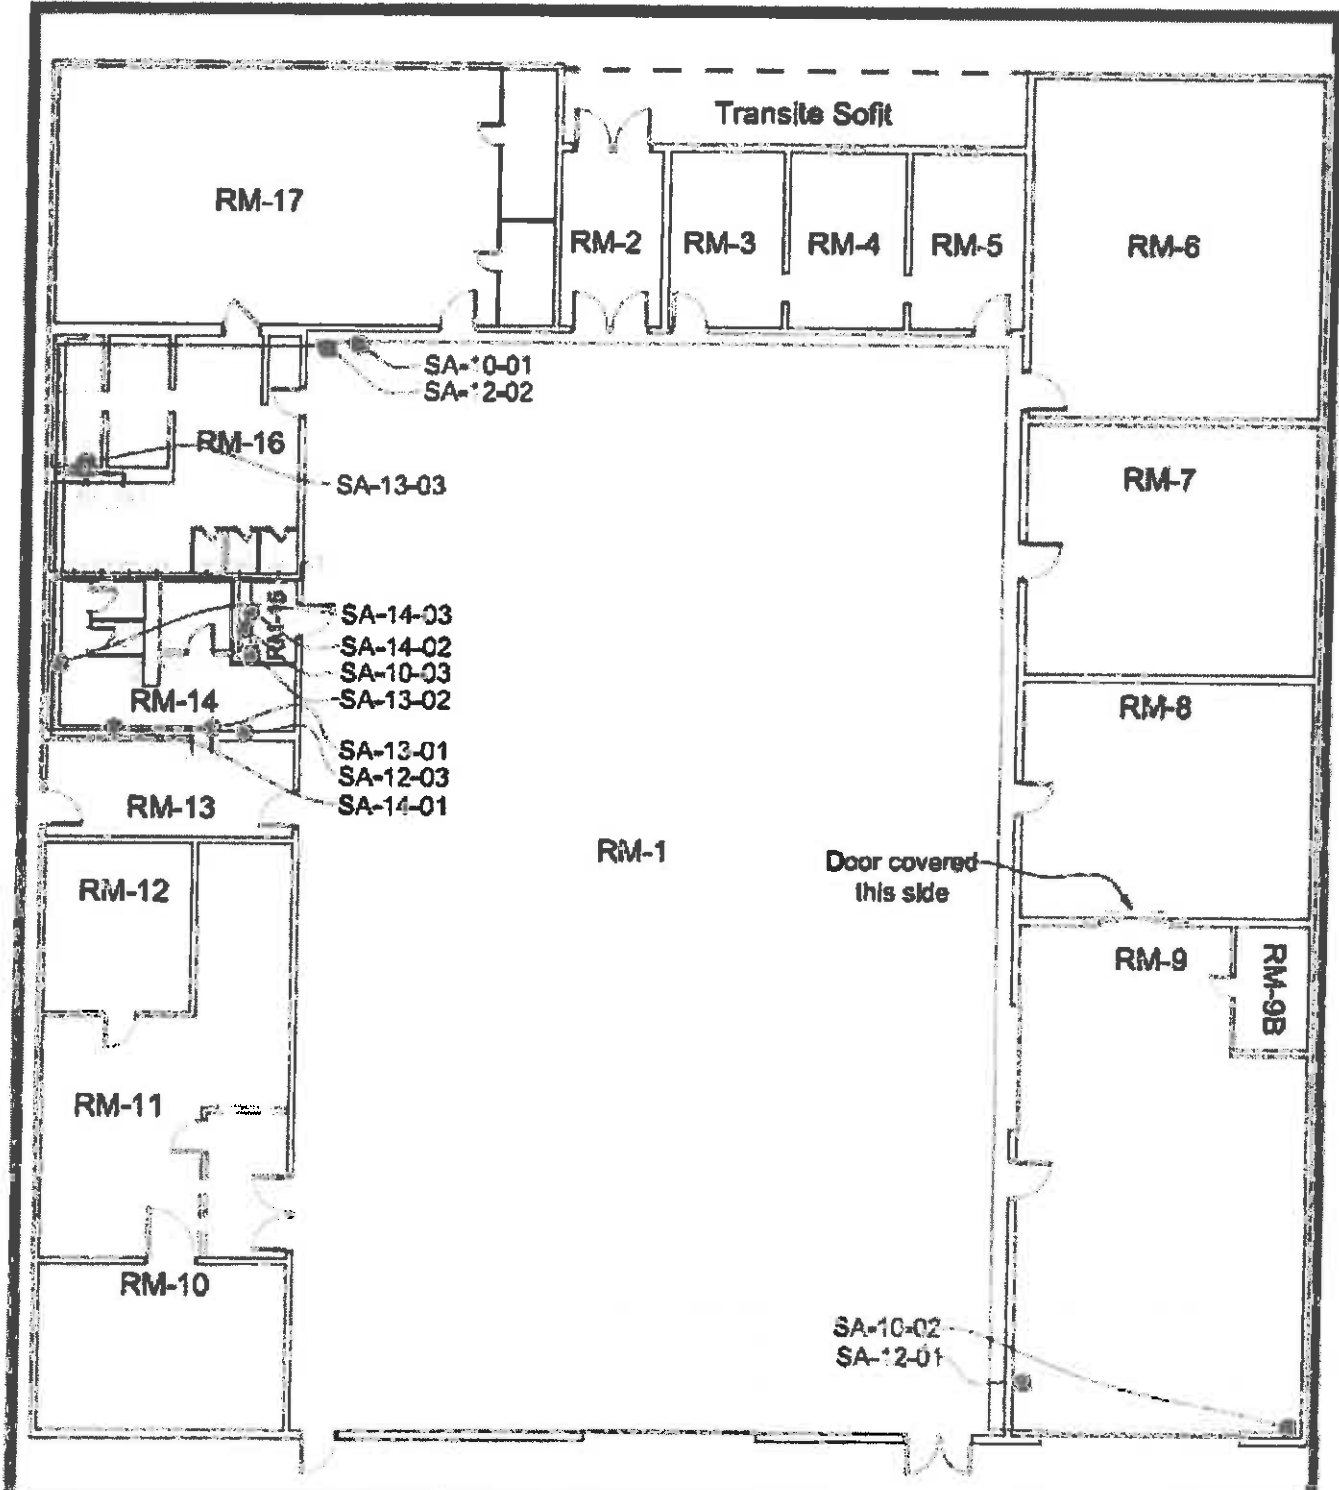 Transite Sofit
RM-17
RM-2
RM-3
RM-4
RM-5
RM-6
SA-10-01
SA-12-02
RM-16
SA-13-03
RM-7
RM-15
SA-14-03
SA-14-02
SA-10-03
SA-13-02
RM-14
RM-8
SA-13-01
SA-12-03
SA-14-01
RM-13
RM-1
Door covered
this side
RM-12
RM-9
RM-9B
RM-11
RM-10
SA-10-02
SA-12-01